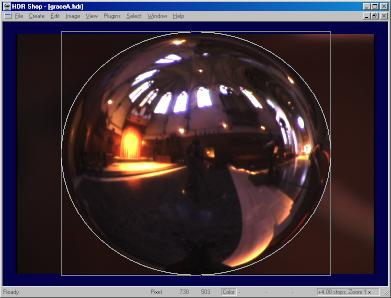 HDR Shop - [graceA.hdr]
File Create Edit Image View Plugins Select Window Help
Ready Pixel 738 501 Color - - - +4.00 stops, Zoom 1 x